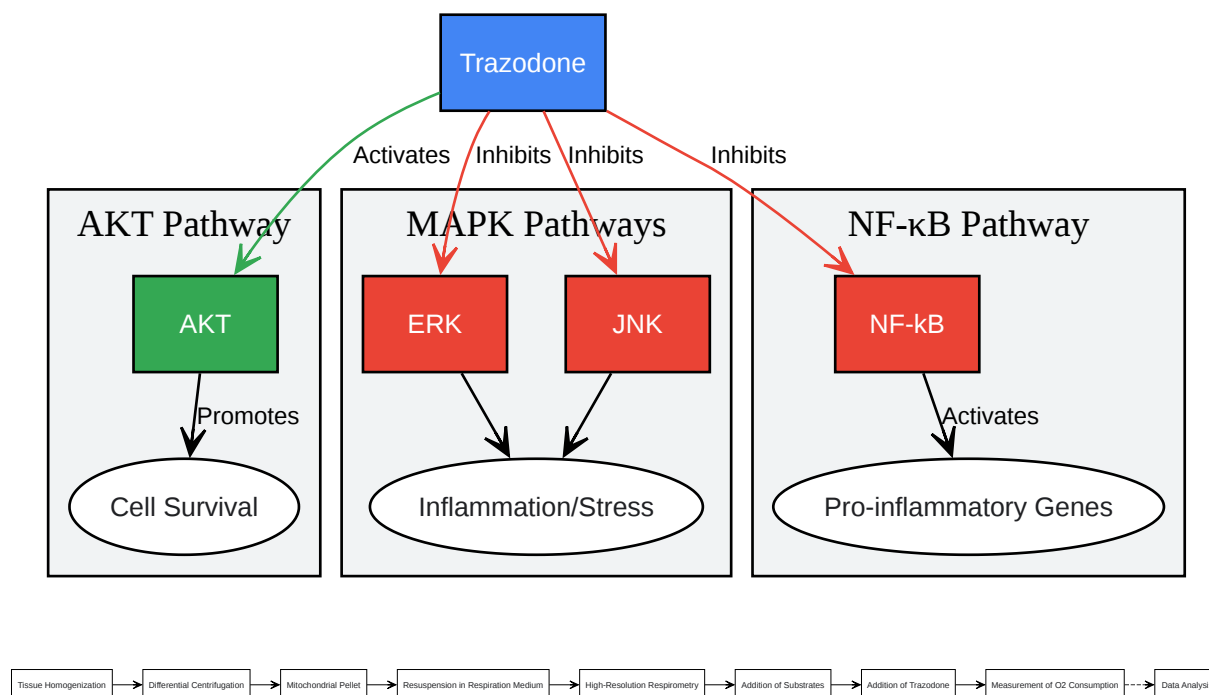 Trazodone
Activates
Inhibits
Inhibits
Inhibits
AKT Pathway
MAPK Pathways
NF-κB Pathway
AKT
ERK
JNK
NF-kB
Promotes
Activates
Cell Survival
Inflammation/Stress
Pro-inflammatory Genes
Tissue Homogenization
Differential Centrifugation
Mitochondrial Pellet
Resuspension in Respiration Medium
High-Resolution Respirometry
Addition of Substrates
Addition of Trazodone
Measurement of O2 Consumption
Data Analysis